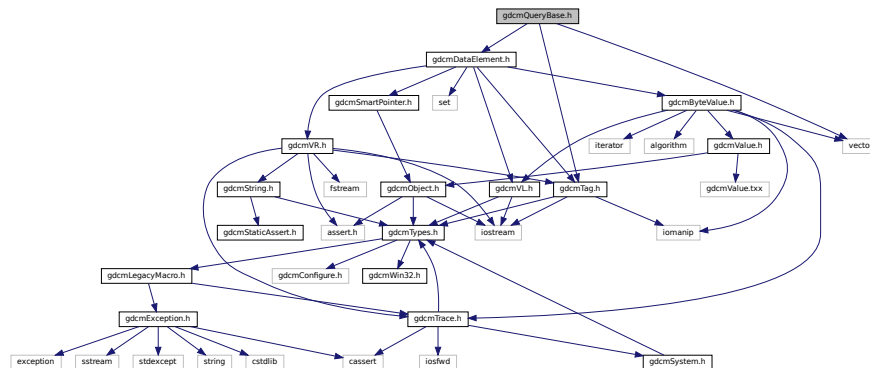 gdcmQueryBase.h
gdcmDataElement.h
gdcmSmartPointer.h
set
gdcmByteValue.h
gdcmVR.h
iterator
algorithm
gdcmValue.h
vecto
gdcmString.h
fstream
gdcmObject.h
gdcmVL.h
gdcmTag.h
gdcmValue.txx
gdcmStaticAssert.h
assert.h
gdcmTypes.h
iostream
iomanip
gdcmLegacyMacro.h
gdcmConfigure.h
gdcmWin32.h
gdcmException.h
gdcmTrace.h
exception
sstream
stdexcept
string
cstdlib
cassert
iosfwd
gdcmSystem.h